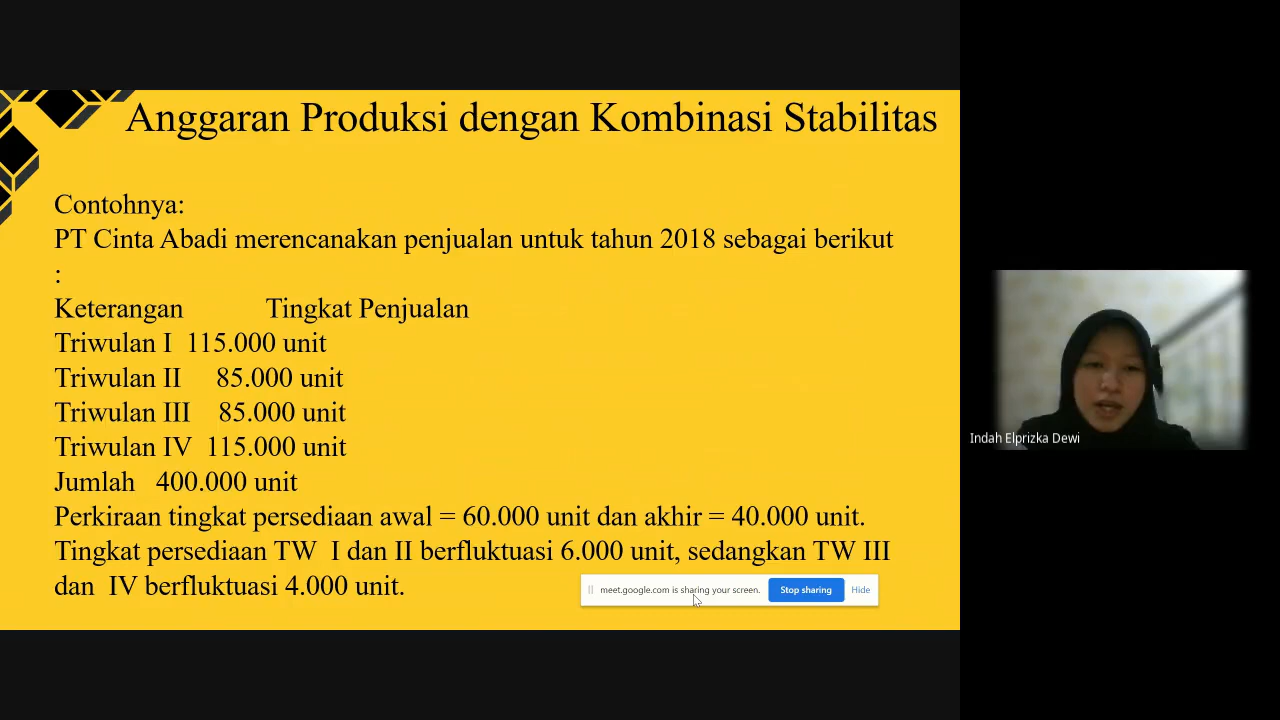 Anggaran Produksi dengan Kombinasi Stabilitas
Contohnya:
PT Cinta Abadi merencanakan penjualan untuk tahun 2018 sebagai berikut
:
Keterangan Tingkat Penjualan
Triwulan I 115.000 unit
Triwulan II 85.000 unit
Triwulan III 85.000 unit
Triwulan IV 115.000 unit
Jumlah 400.000 unit
Perkiraan tingkat persediaan awal = 60.000 unit dan akhir = 40.000 unit.
Tingkat persediaan TW I dan II berfluktuasi 6.000 unit, sedangkan TW III
dan IV berfluktuasi 4.000 unit.
meet.google.com is sharing your screen. Stop sharing Hide
Indah Elprizka Dewi